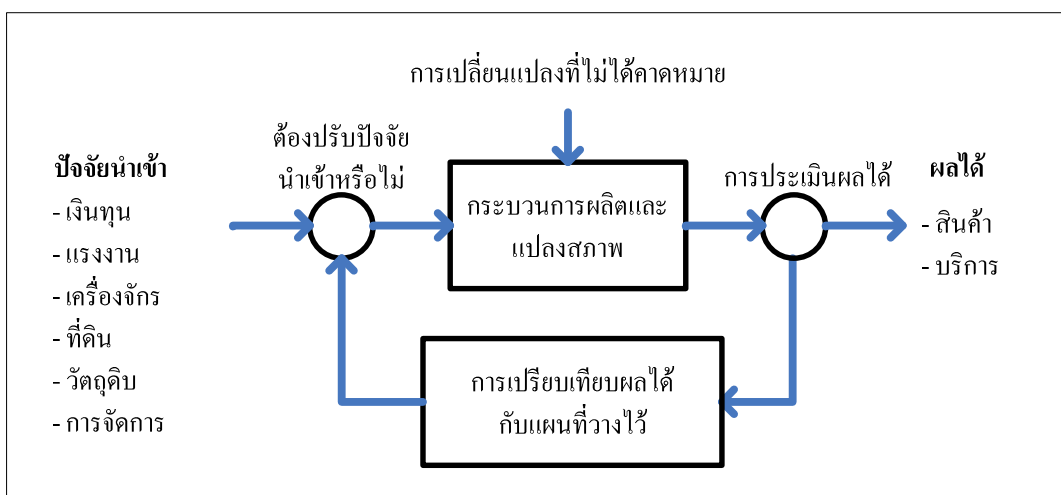 การเปลี่ยนแปลงที่ไม่ได้คาดหมาย
ต้องปรับปัจจัย
นำเข้าหรือไม่
ปัจจัยนำเข้า
- เงินทุน
- แรงงาน
- เครื่องจักร
- ที่ดิน
- วัตถุดิบ
- การจัดการ
กระบวนการผลิตและ
แปลงสภาพ
การประเมินผลได้
ผลได้
- สินค้า
- บริการ
การเปรียบเทียบผลได้
กับแผนที่วางไว้